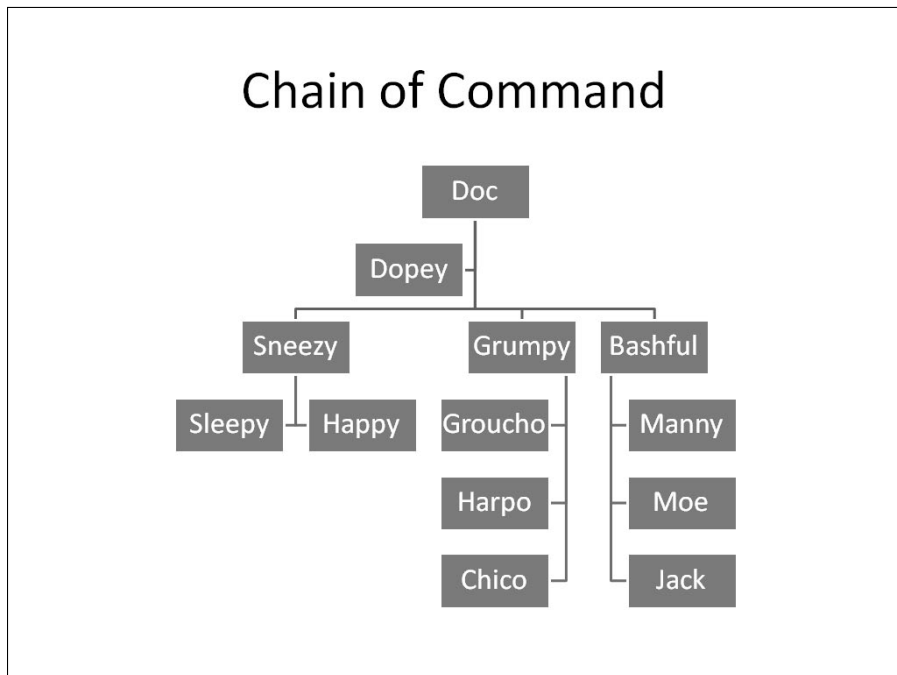 Chain of Command
Doc
Dopey
Sneezy
Grumpy
Bashful
Sleepy
Happy
Groucho
Manny
Harpo
Moe
Chico
Jack